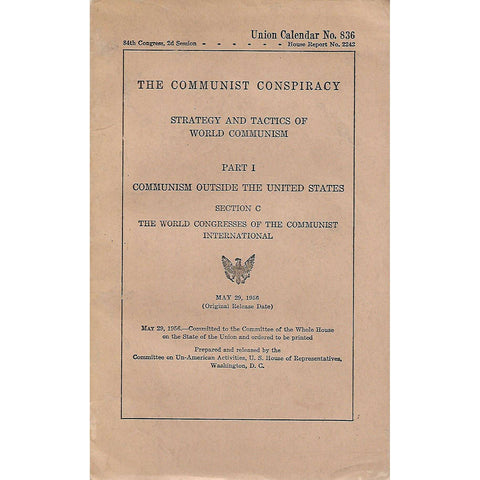 Union Calendar No. 836
84th Congress, 2d Session - - - - - - House Report No. 2242
THE COMMUNIST CONSPIRACY
STRATEGY AND TACTICS OF
WORLD COMMUNISM
PART I
COMMUNISM OUTSIDE THE UNITED STATES
SECTION C
THE WORLD CONGRESSES OF THE COMMUNIST
INTERNATIONAL
MAY 29, 1956
(Original Release Date)
MAY 29, 1956.—Committed to the Committee of the Whole House
on the State of the Union and ordered to be printed
Prepared and released by the
Committee on Un-American Activities, U. S. House of Representatives,
Washington, D. C.